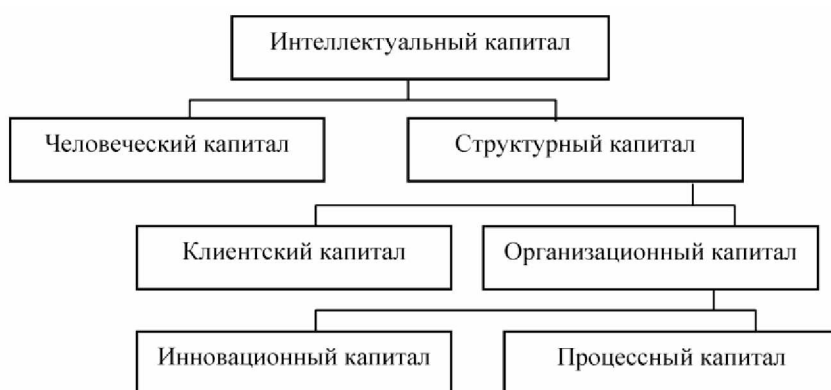 Интеллектуальный капитал
Человеческий капитал
Структурный капитал
Клиентский капитал
Организационный капитал
Инновационный капитал
Процессный капитал